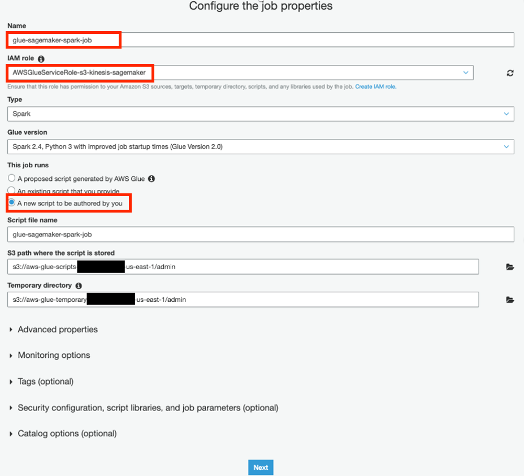 Configure the job properties
Name
glue-sagemaker-spark-job
IAM role
AWSGlueServiceRole-s3-kinesis-sagemaker
Ensure that this role has permission to your Amazon S3 sources, targets, temporary directory, scripts, and any libraries used by the job. Create IAM role.
Type
Spark
Glue version
Spark 2.4, Python 3 with improved job startup times (Glue Version 2.0)
This job runs
A proposed script generated by AWS Glue
An existing script that you provide
A new script to be authored by you
Script file name
glue-sagemaker-spark-job
S3 path where the script is stored
s3://aws-glue-scripts us-east-1/admin
Temporary directory
s3://aws-glue-temporary -us-east-1/admin
Advanced properties
Monitoring options
Tags (optional)
Security configuration, script libraries, and job parameters (optional)
Catalog options (optional)
Next